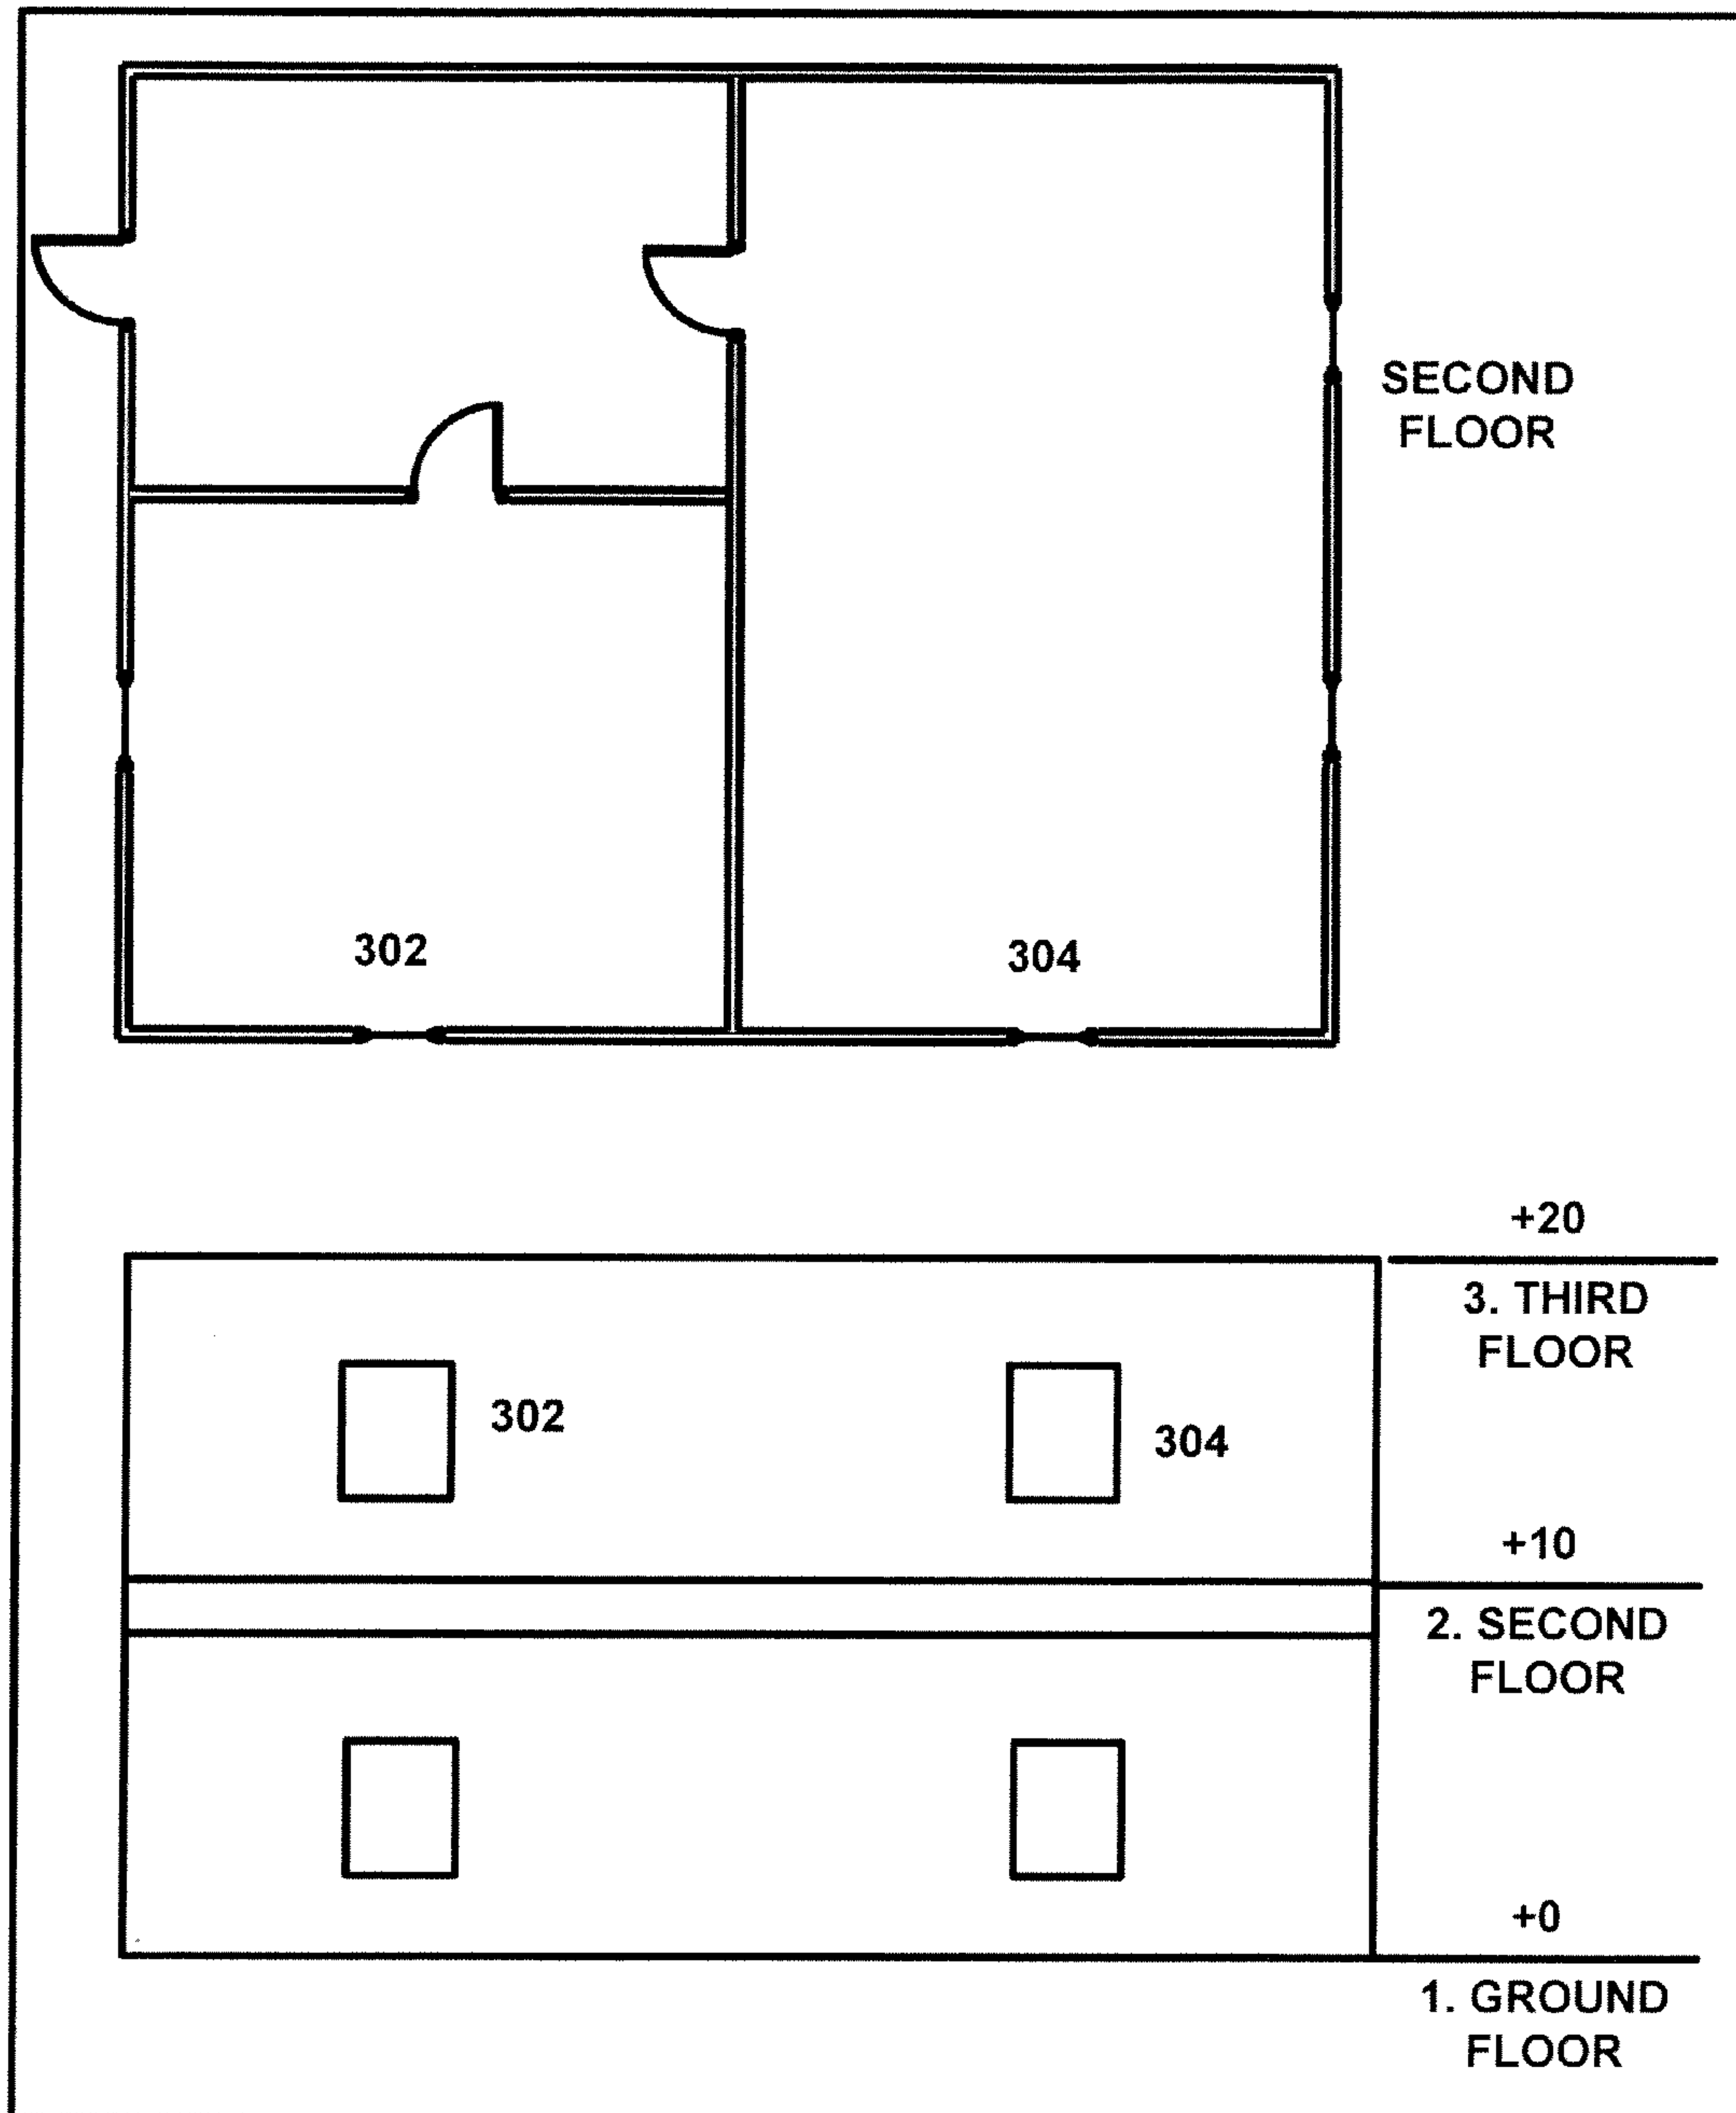 SECOND
FLOOR
302
304
+20
3. THIRD
FLOOR
302
304
+10
2. SECOND
FLOOR
+0
1. GROUND
FLOOR